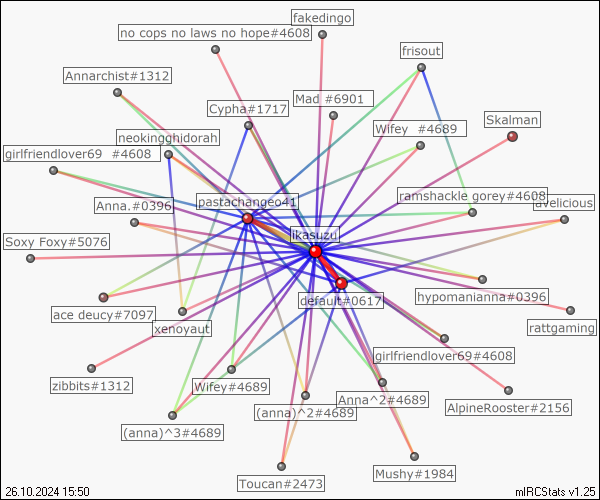 fakedingo
no cops no laws no hope#4608
frisout
Annarchist#1312
Mad #6901
Cypha#1717
Skalman
Wifey #4689
neokingghidorah
girlfriendlover69 #4608
pastachangeo41
ramshackle gorey#4608
avelicious
Anna.#0396
ikasuzu
Soxy Foxy#5076
hypomanianna#0396
default#0617
ace deucy#7097
rattgaming
xenoyaut
girlfriendlover69#4608
zibbits#1312
Wifey#4689
Anna^2#4689
AlpineRooster#2156
(anna)^2#4689
(anna)^3#4689
Mushy#1984
Toucan#2473
26.10.2024 15:50
mIRCStats v1.25